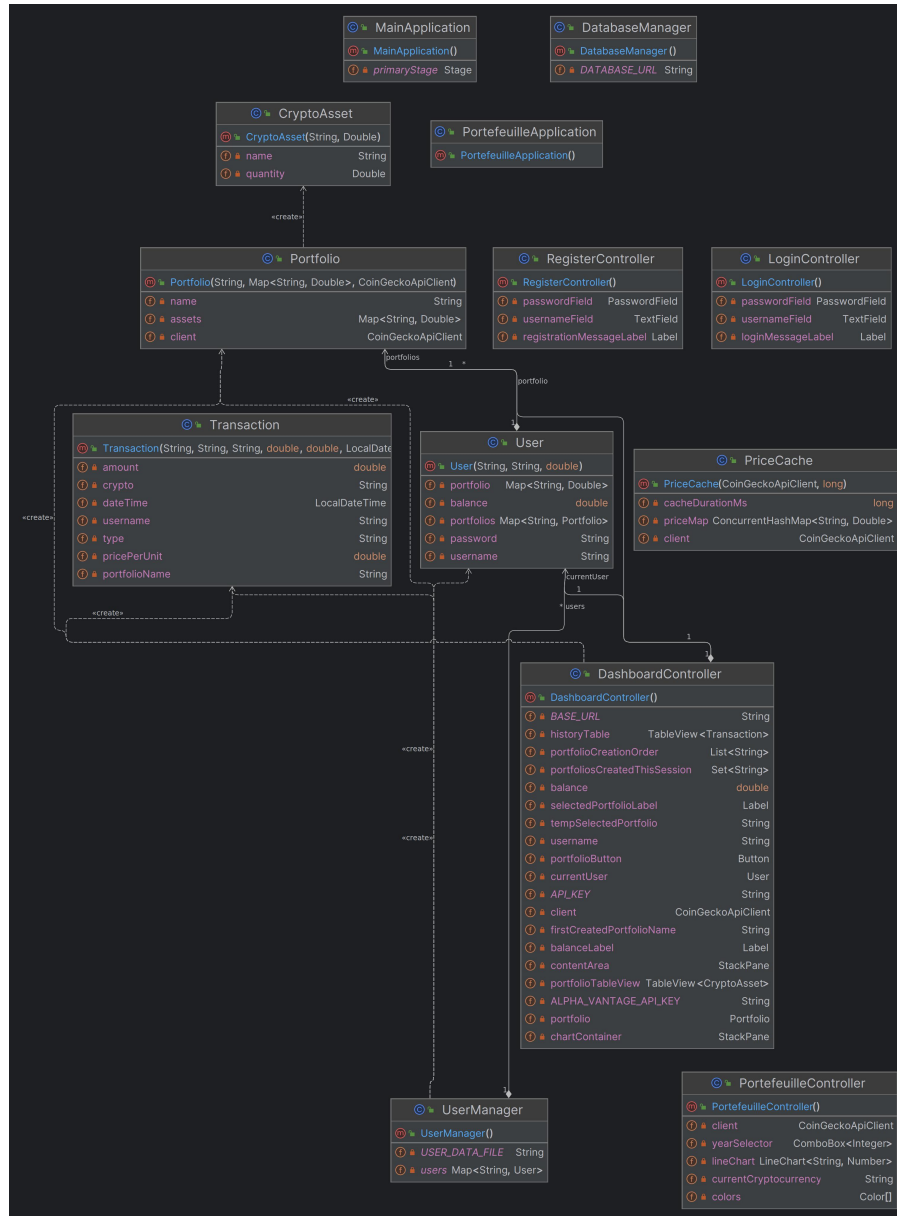 MainApplication
MainApplication()
primaryStage Stage
DatabaseManager
DatabaseManager()
DATABASE_URL String
CryptoAsset
CryptoAsset(String, Double)
name String
quantity Double
PortefeuilleApplication
PortefeuilleApplication()
«create»
Portfolio
Portfolio(String, Map<String, Double>, CoinGeckoApiClient)
name String
assets Map<String, Double>
client CoinGeckoApiClient
RegisterController
RegisterController()
passwordField PasswordField
usernameField TextField
registrationMessageLabel Label
LoginController
LoginController()
passwordField PasswordField
usernameField TextField
loginMessageLabel Label
portfolios
1 *
portfolio
«create»
1
Transaction
Transaction(String, String, String, double, double, LocalDate
amount double
crypto String
dateTime LocalDateTime
username String
type String
pricePerUnit double
portfolioName String
«create»
User
User(String, String, double)
portfolio Map<String, Double>
balance double
portfolios Map<String, Portfolio>
password String
username String
PriceCache
PriceCache(CoinGeckoApiClient, long)
cacheDurationMs long
priceMap ConcurrentHashMap<String, Double>
client CoinGeckoApiClient
currentUser
1
* users
«create»
1
1
DashboardController
DashboardController()
BASE_URL String
historyTable TableView<Transaction>
portfolioCreationOrder List<String>
portfoliosCreatedThisSession Set<String>
balance double
selectedPortfolioLabel Label
tempSelectedPortfolio String
username String
portfolioButton Button
currentUser User
API_KEY String
client CoinGeckoApiClient
firstCreatedPortfolioName String
balanceLabel Label
contentArea StackPane
portfolioTableView TableView<CryptoAsset>
ALPHA_VANTAGE_API_KEY String
portfolio Portfolio
chartContainer StackPane
«create»
«create»
1
UserManager
UserManager()
USER_DATA_FILE String
users Map<String, User>
PortefeuilleController
PortefeuilleController()
client CoinGeckoApiClient
yearSelector ComboBox<Integer>
lineChart LineChart<String, Number>
currentCryptocurrency String
colors Color[]